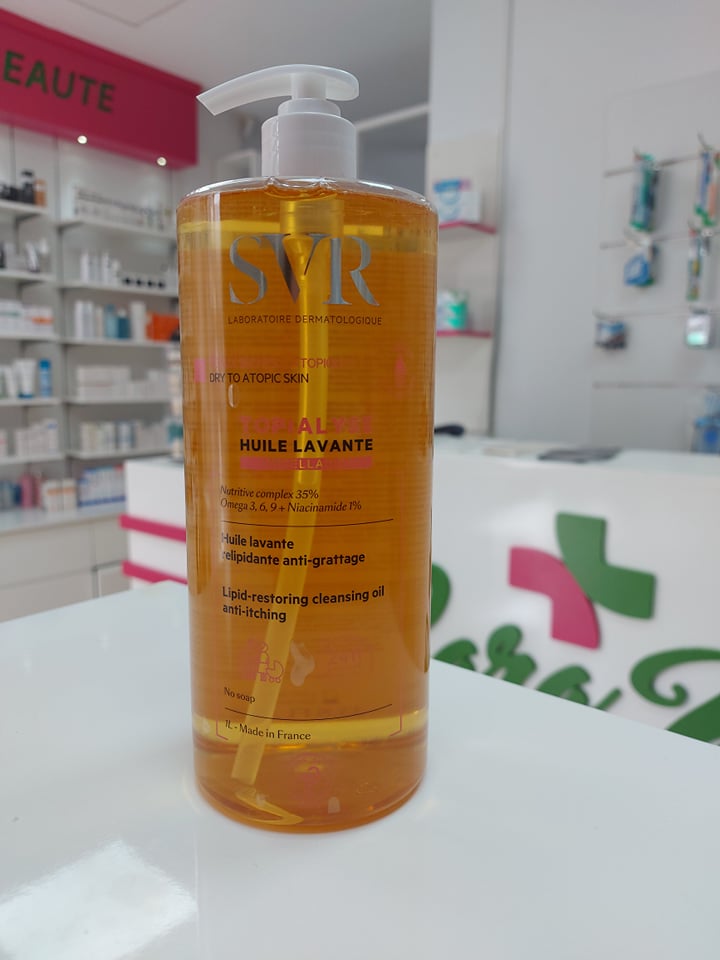 EAUTE
SVR
LABORATOIRE DERMATOLOGIQUE
DRY TO ATOPIC SKIN
TOPIALYSE
HUILE LAVANTE
Nutritive complex 35%
Omega 3, 6, 9 + Niacinamide 1%
Huile lavante
relipidante anti-grattage
Lipid-restoring cleansing oil
anti-itching
No soap
1L - Made in France